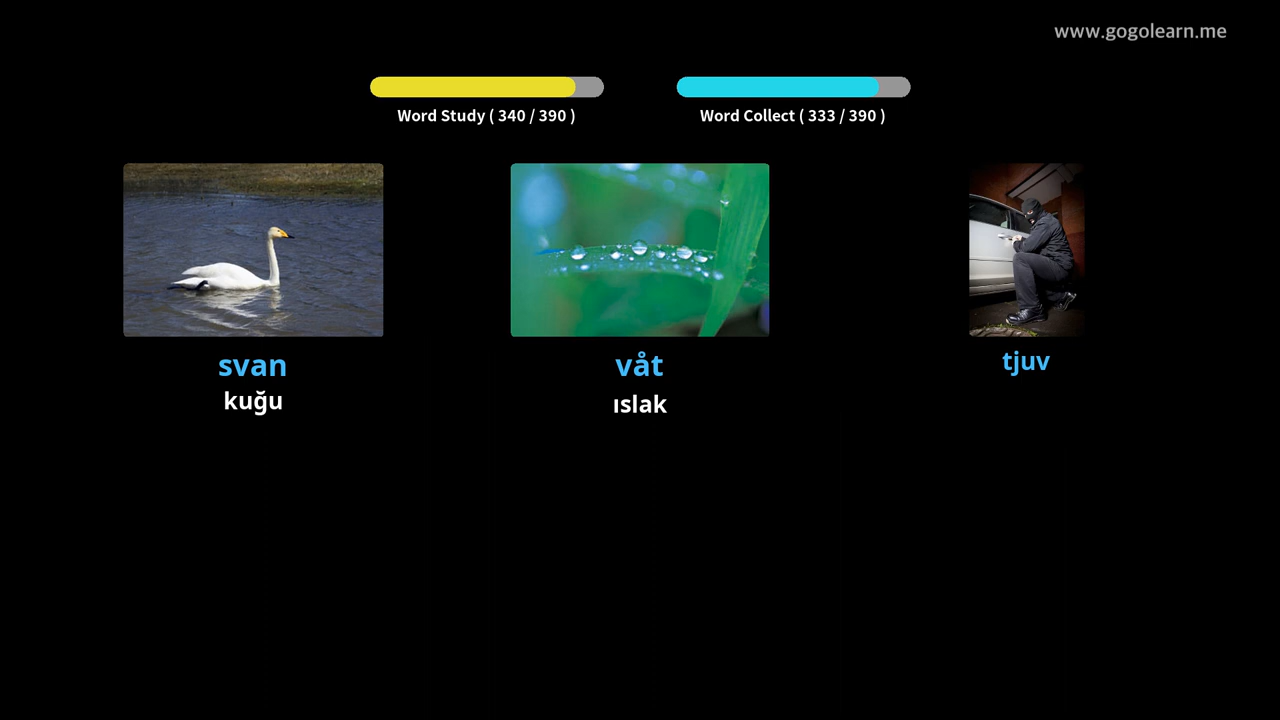 www.gogolearn.me
Word Study ( 340 / 390 )
Word Collect ( 333 / 390 )
svan
kuğu
våt
ıslak
tjuv